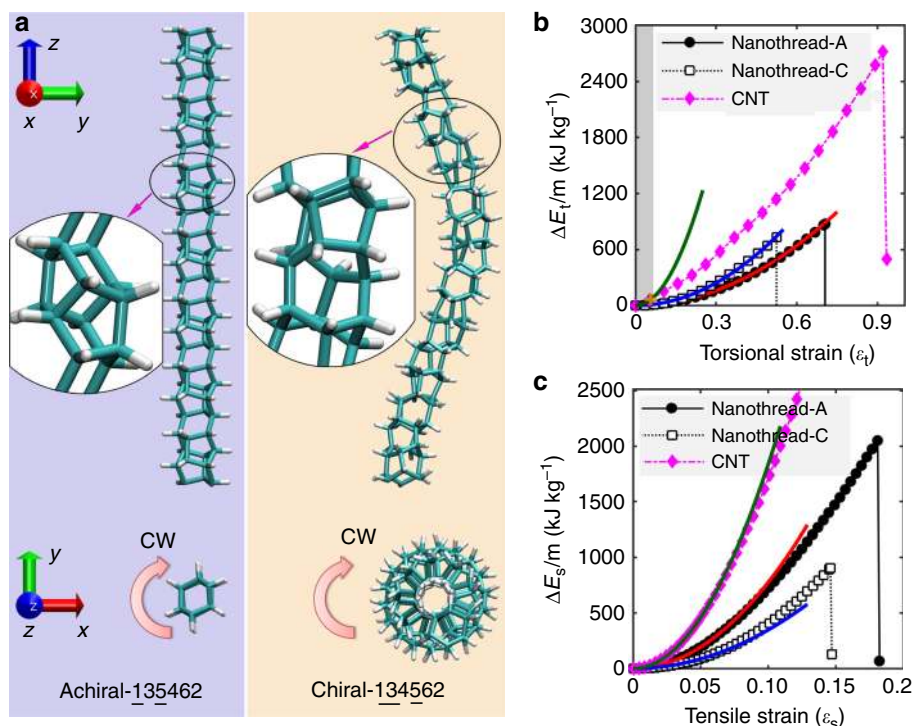 a
z
x
x
y
y
z
z
x
CW
CW
Achiral-135462
Chiral-134562
b
3000
2400
1800
1200
600
0
ΔEt/m (kJ kg⁻¹)
Nanothread-A
Nanothread-C
CNT
0.3
0.6
0.9
Torsional strain (εt)
c
2500
2000
1500
1000
500
0
ΔEs/m (kJ kg⁻¹)
Nanothread-A
Nanothread-C
CNT
0.00
0.05
0.10
0.15
0.2
Tensile strain (εs)